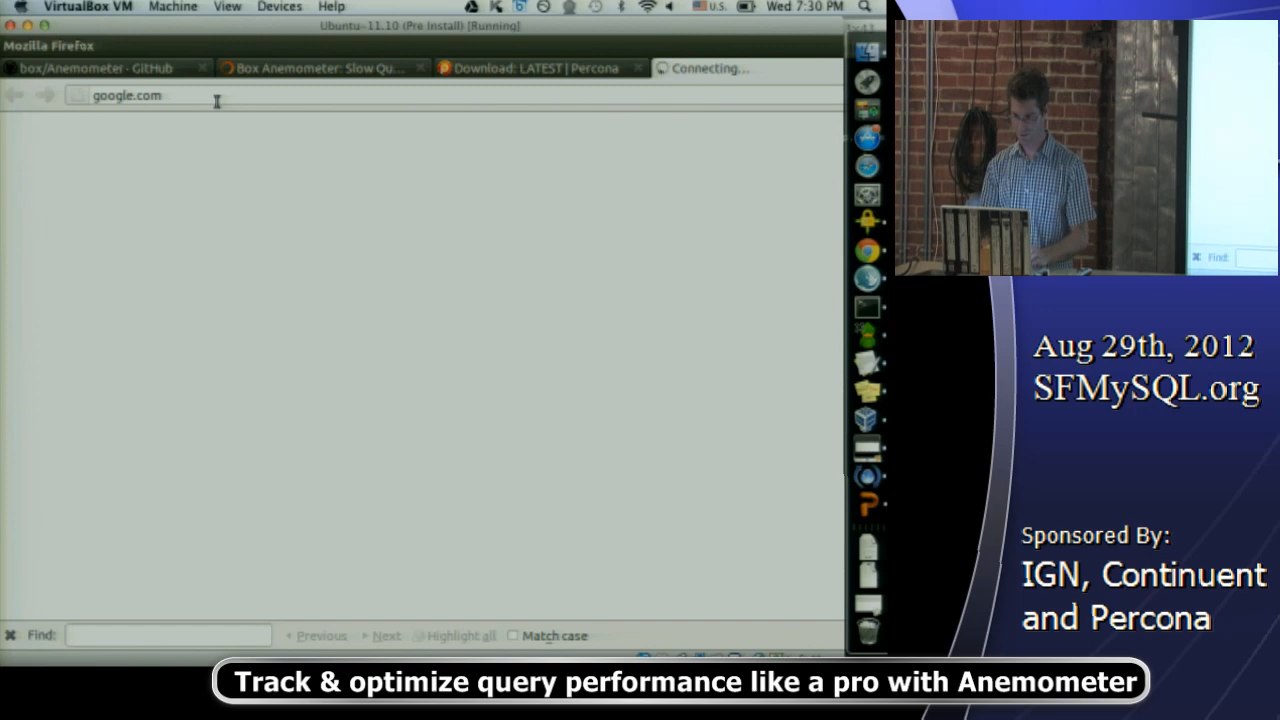 VirtualBox VM Machine View Devices Help U.S. Wed 7:30 PM
Ubuntu-11.10 (Pre Install) [Running]
Mozilla Firefox
box/Anemometer · GitHub
Box Anemometer: Slow Qu...
Download: LATEST | Percona
Connecting...
google.com
Find:
Aug 29th, 2012
SFMySQL.org
Sponsored By:
IGN, Continuent
and Percona
Find: Previous Next Highlight all Match case
Track & optimize query performance like a pro with Anemometer